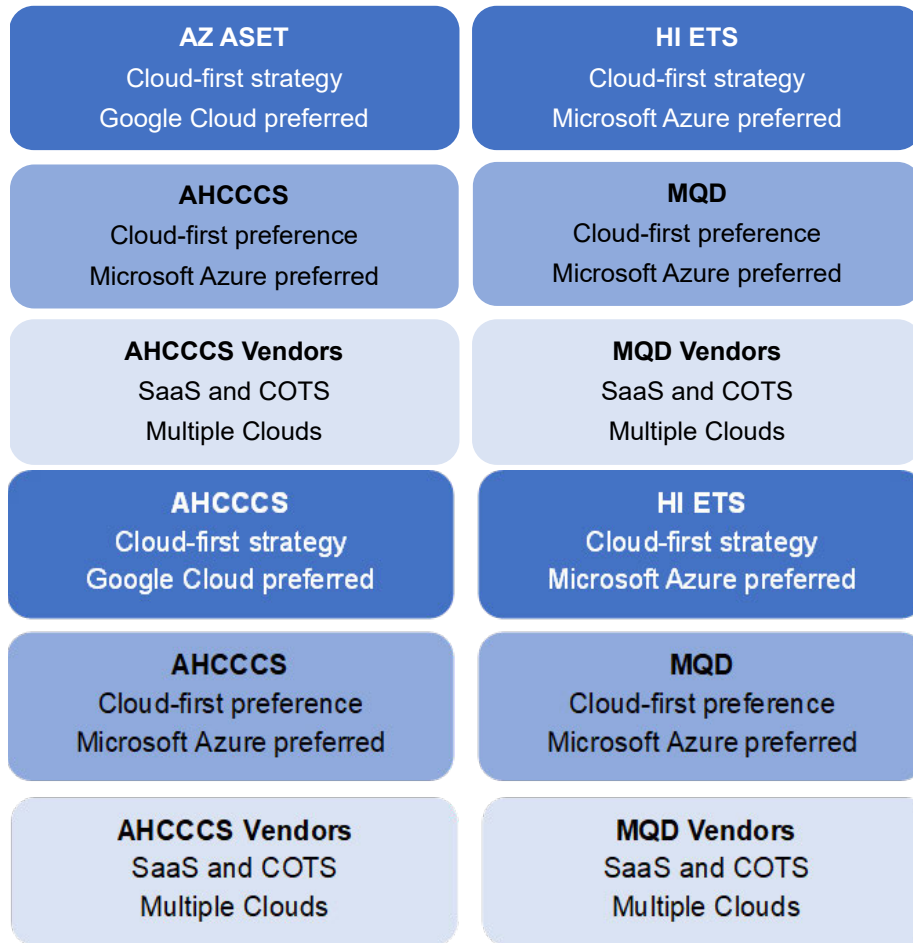 AZ ASET
Cloud-first strategy
Google Cloud preferred
HI ETS
Cloud-first strategy
Microsoft Azure preferred
AHCCCS
Cloud-first preference
Microsoft Azure preferred
MQD
Cloud-first preference
Microsoft Azure preferred
AHCCCS Vendors
SaaS and COTS
Multiple Clouds
MQD Vendors
SaaS and COTS
Multiple Clouds
AHCCCS
Cloud-first strategy
Google Cloud preferred
HI ETS
Cloud-first strategy
Microsoft Azure preferred
AHCCCS
Cloud-first preference
Microsoft Azure preferred
MQD
Cloud-first preference
Microsoft Azure preferred
AHCCCS Vendors
SaaS and COTS
Multiple Clouds
MQD Vendors
SaaS and COTS
Multiple Clouds